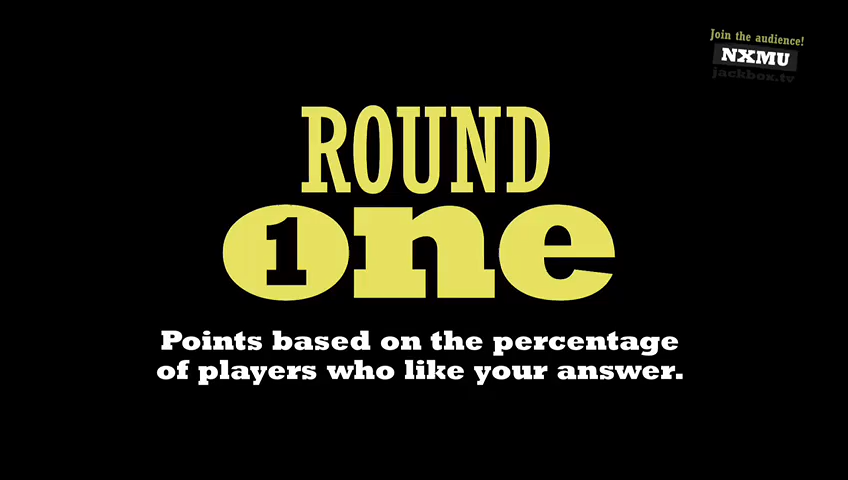 Join the audience!
NXMU
jackbox.tv
ROUND
1
One
Points based on the percentage
of players who like your answer.